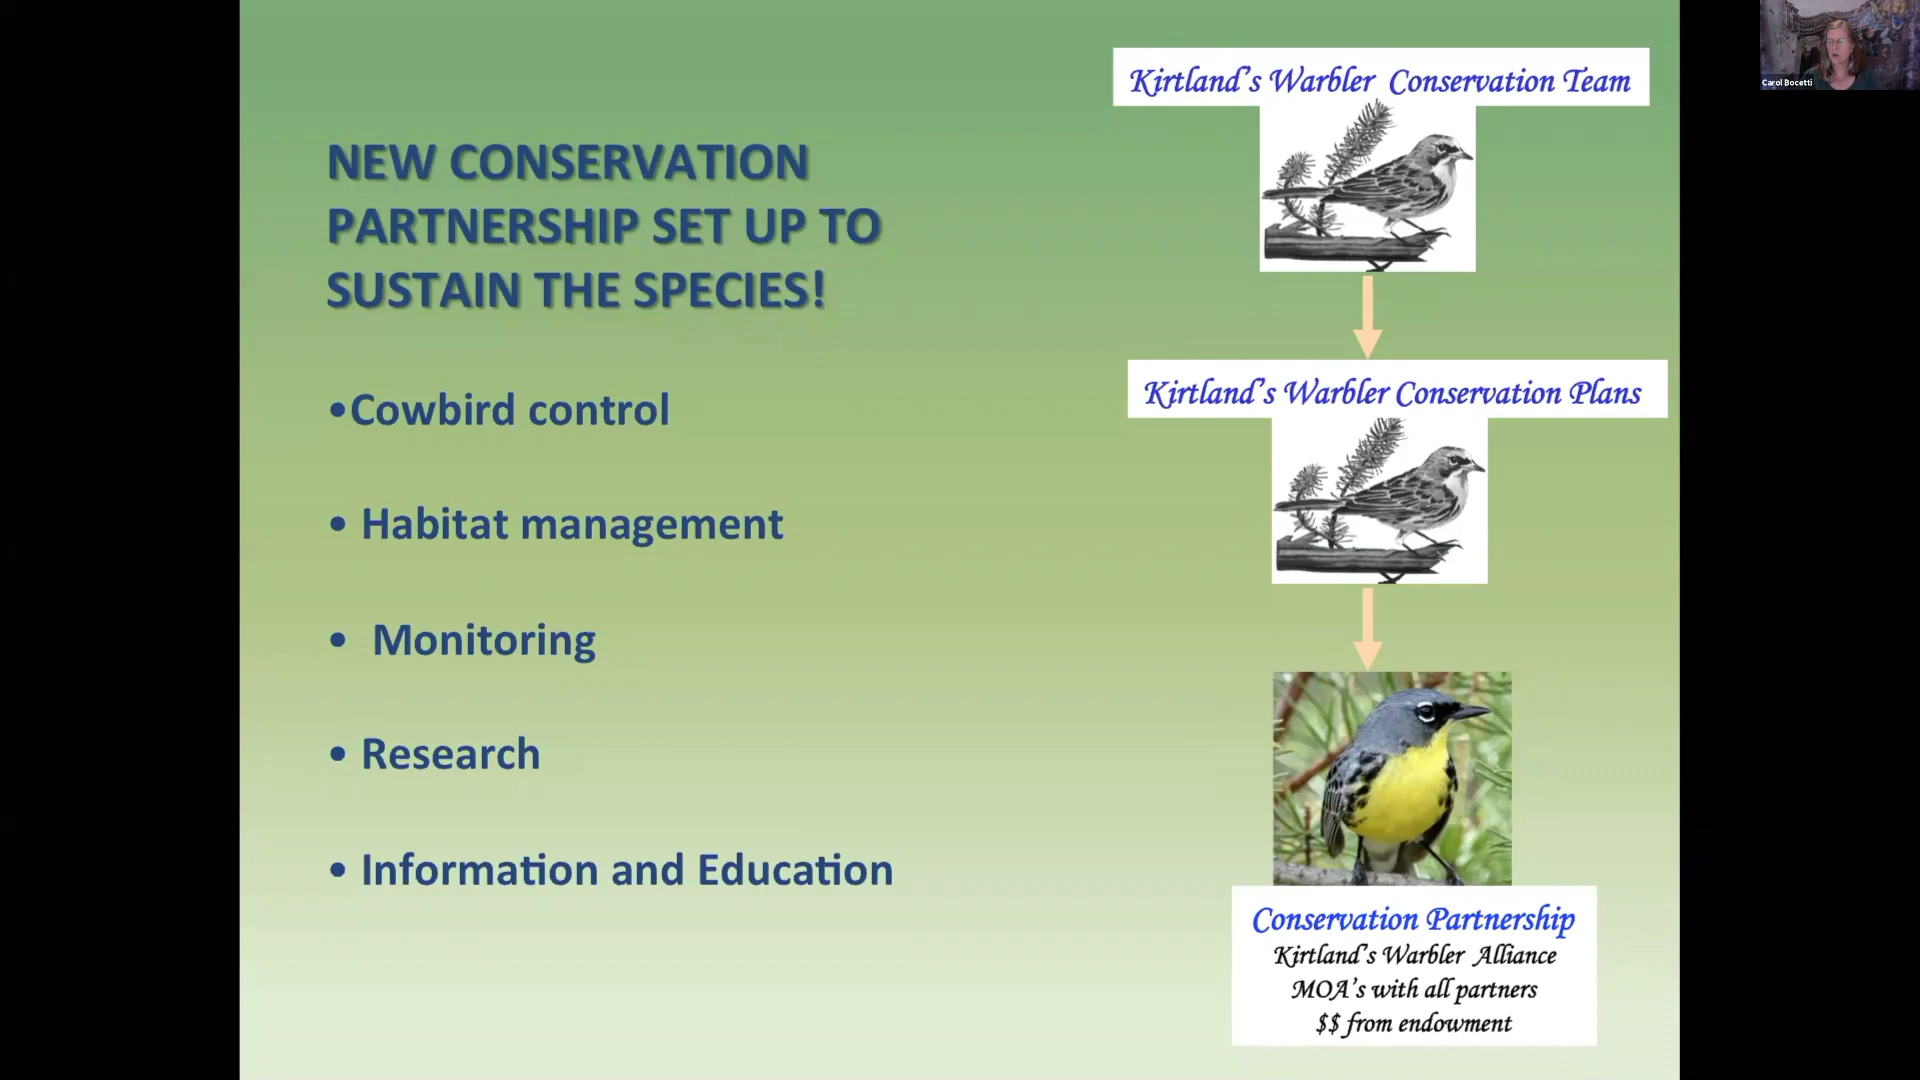 NEW CONSERVATION
PARTNERSHIP SET UP TO
SUSTAIN THE SPECIES!
•Cowbird control
• Habitat management
• Monitoring
• Research
• Information and Education
Kirtland's Warbler Conservation Team
Kirtland's Warbler Conservation Plans
Conservation Partnership
Kirtland's Warbler Alliance
MOA's with all partners
$$ from endowment
Carol Bocetti